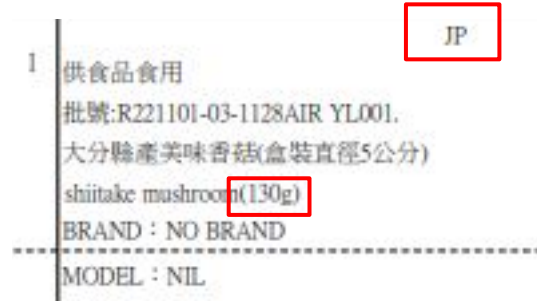 JP
1
供食品食用
批號:R221101-03-1128AIR YL001.
大分縣產美味香菇(盒裝直徑5公分)
shiitake mushroom(130g)
BRAND：NO BRAND
MODEL：NIL